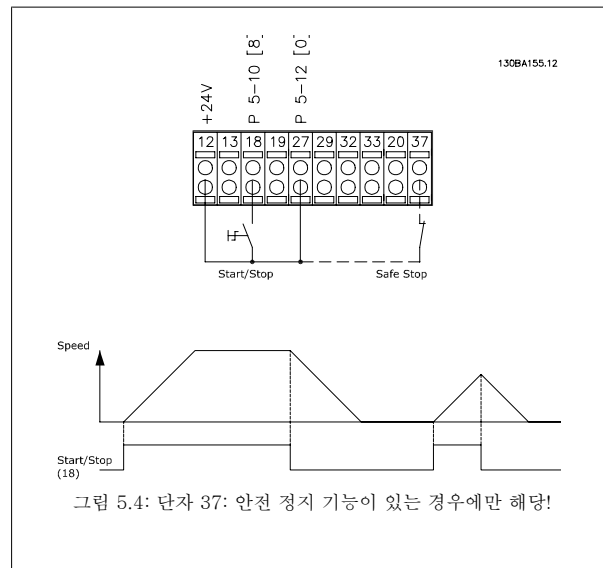 130BA155.12
+24V
P 5-10 [8]
P 5-12 [0]
12 13 18 19 27 29 32 33 20 37
Start/Stop
Safe Stop
Speed
Start/Stop
(18)
그림 5.4: 단자 37: 안전 정지 기능이 있는 경우에만 해당!